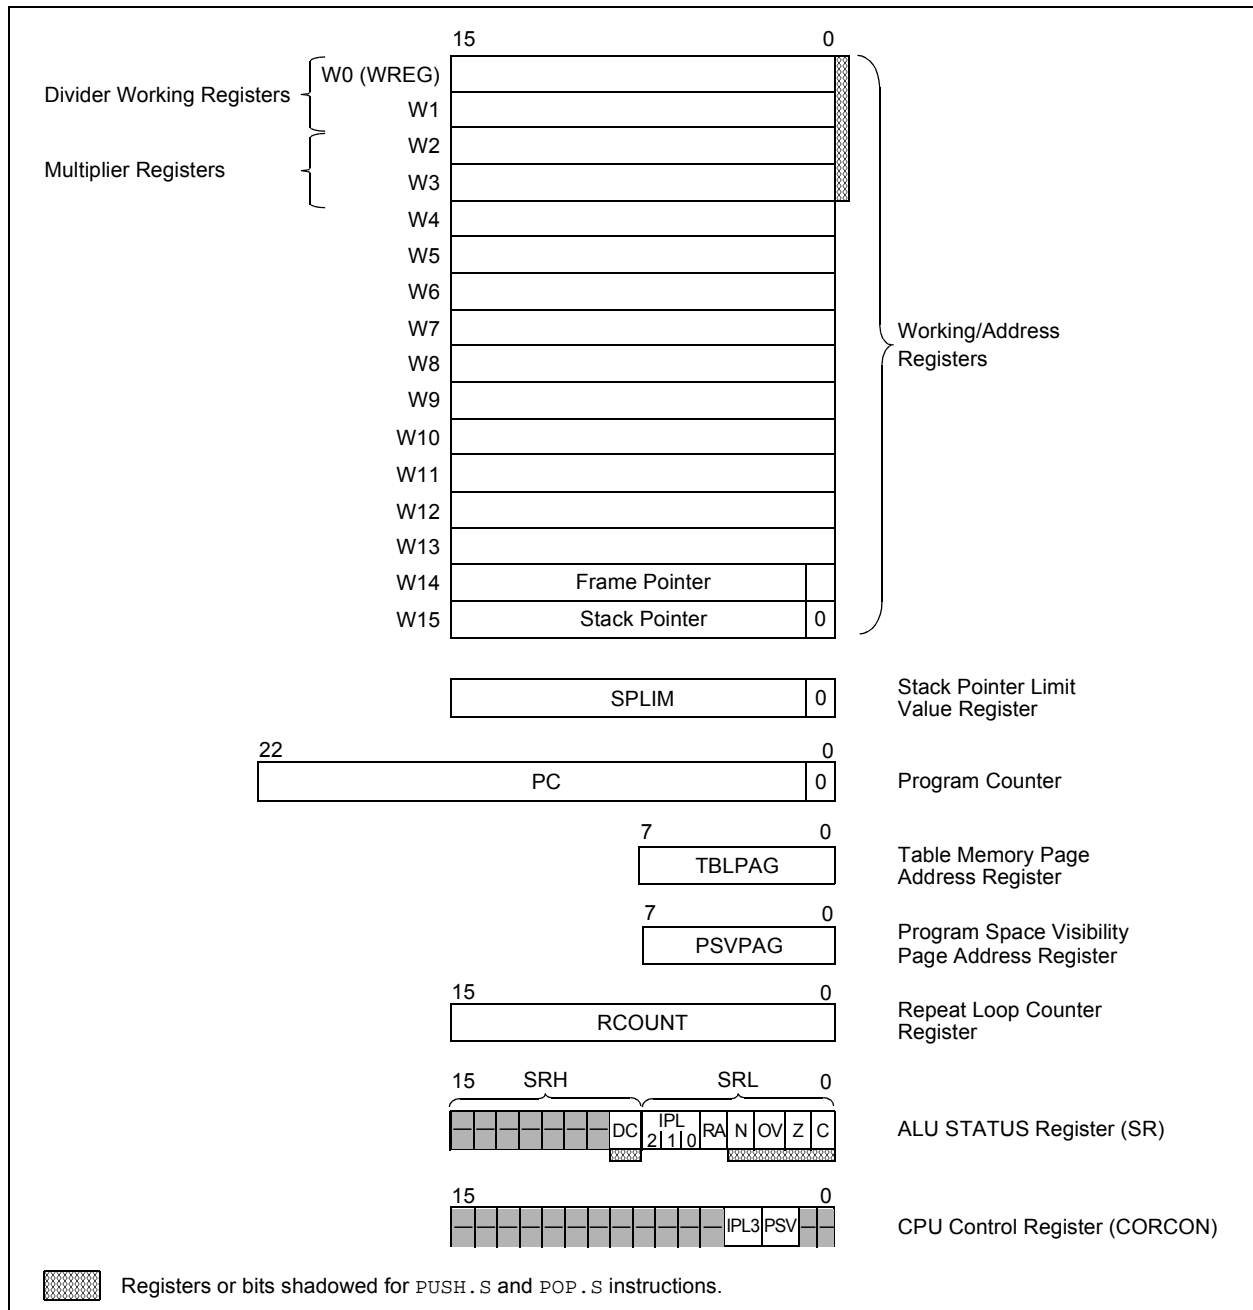 15 0
W0 (WREG)
Divider Working Registers
W1
W2
Multiplier Registers
W3
W4
W5
W6
W7
Working/Address
Registers
W8
W9
W10
W11
W12
W13
W14 Frame Pointer
W15 Stack Pointer 0
SPLIM 0 Stack Pointer Limit
Value Register
22 0
PC 0 Program Counter
7 0
TBLPAG Table Memory Page
Address Register
7 0
PSVPAG Program Space Visibility
Page Address Register
15 0
RCOUNT Repeat Loop Counter
Register
15 SRH SRL 0
— — — — — — — DC IPL 2 1 0 RA N OV Z C ALU STATUS Register (SR)
15 0
— — — — — — — — — — — — IPL3 PSV — — CPU Control Register (CORCON)
Registers or bits shadowed for PUSH.S and POP.S instructions.